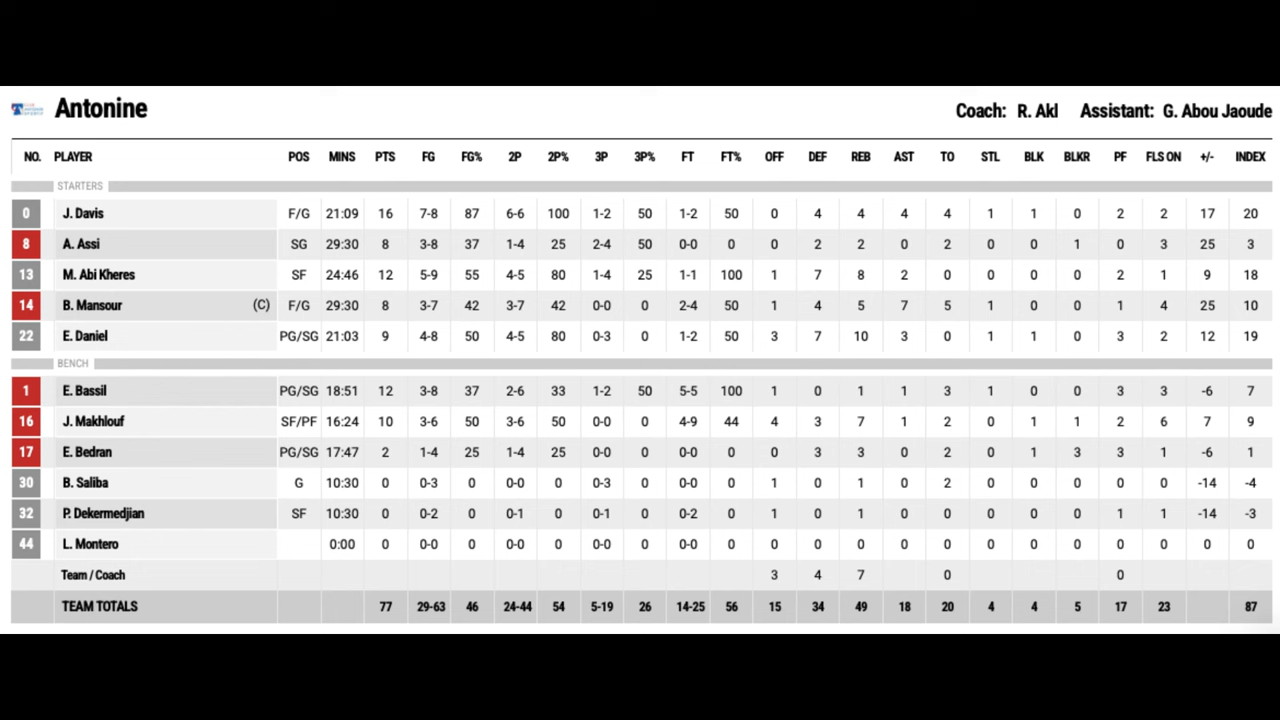 Antonine Coach: R. Akl Assistant: G. Abou Jaoude
NO. PLAYER POS MINS PTS FG FG% 2P 2P% 3P 3P% FT FT% OFF DEF REB AST TO STL BLK BLKR PF FLS ON +/- INDEX
STARTERS
0 J. Davis F/G 21:09 16 7-8 87 6-6 100 1-2 50 1-2 50 0 4 4 4 4 1 1 0 2 2 17 20
8 A. Assi SG 29:30 8 3-8 37 1-4 25 2-4 50 0-0 0 0 2 2 0 2 0 0 1 0 3 25 3
13 M. Abi Kheres SF 24:46 12 5-9 55 4-5 80 1-4 25 1-1 100 1 7 8 2 0 0 0 0 2 1 9 18
14 B. Mansour (C) F/G 29:30 8 3-7 42 3-7 42 0-0 0 2-4 50 1 4 5 7 5 1 0 0 1 4 25 10
22 E. Daniel PG/SG 21:03 9 4-8 50 4-5 80 0-3 0 1-2 50 3 7 10 3 0 1 1 0 3 2 12 19
BENCH
1 E. Bassil PG/SG 18:51 12 3-8 37 2-6 33 1-2 50 5-5 100 1 0 1 1 3 1 0 0 3 3 -6 7
16 J. Makhlouf SF/PF 16:24 10 3-6 50 3-6 50 0-0 0 4-9 44 4 3 7 1 2 0 1 1 2 6 7 9
17 E. Bedran PG/SG 17:47 2 1-4 25 1-4 25 0-0 0 0-0 0 0 3 3 0 2 0 1 3 3 1 -6 1
30 B. Saliba G 10:30 0 0-3 0 0-0 0 0-3 0 0-0 0 1 0 1 0 2 0 0 0 0 0 -14 -4
32 P. Dekermedjian SF 10:30 0 0-2 0 0-1 0 0-1 0 0-2 0 1 0 1 0 0 0 0 0 1 1 -14 -3
44 L. Montero 0:00 0 0-0 0 0-0 0 0-0 0 0-0 0 0 0 0 0 0 0 0 0 0 0 0 0
Team / Coach 3 4 7 0 0
TEAM TOTALS 77 29-63 46 24-44 54 5-19 26 14-25 56 15 34 49 18 20 4 4 5 17 23 87